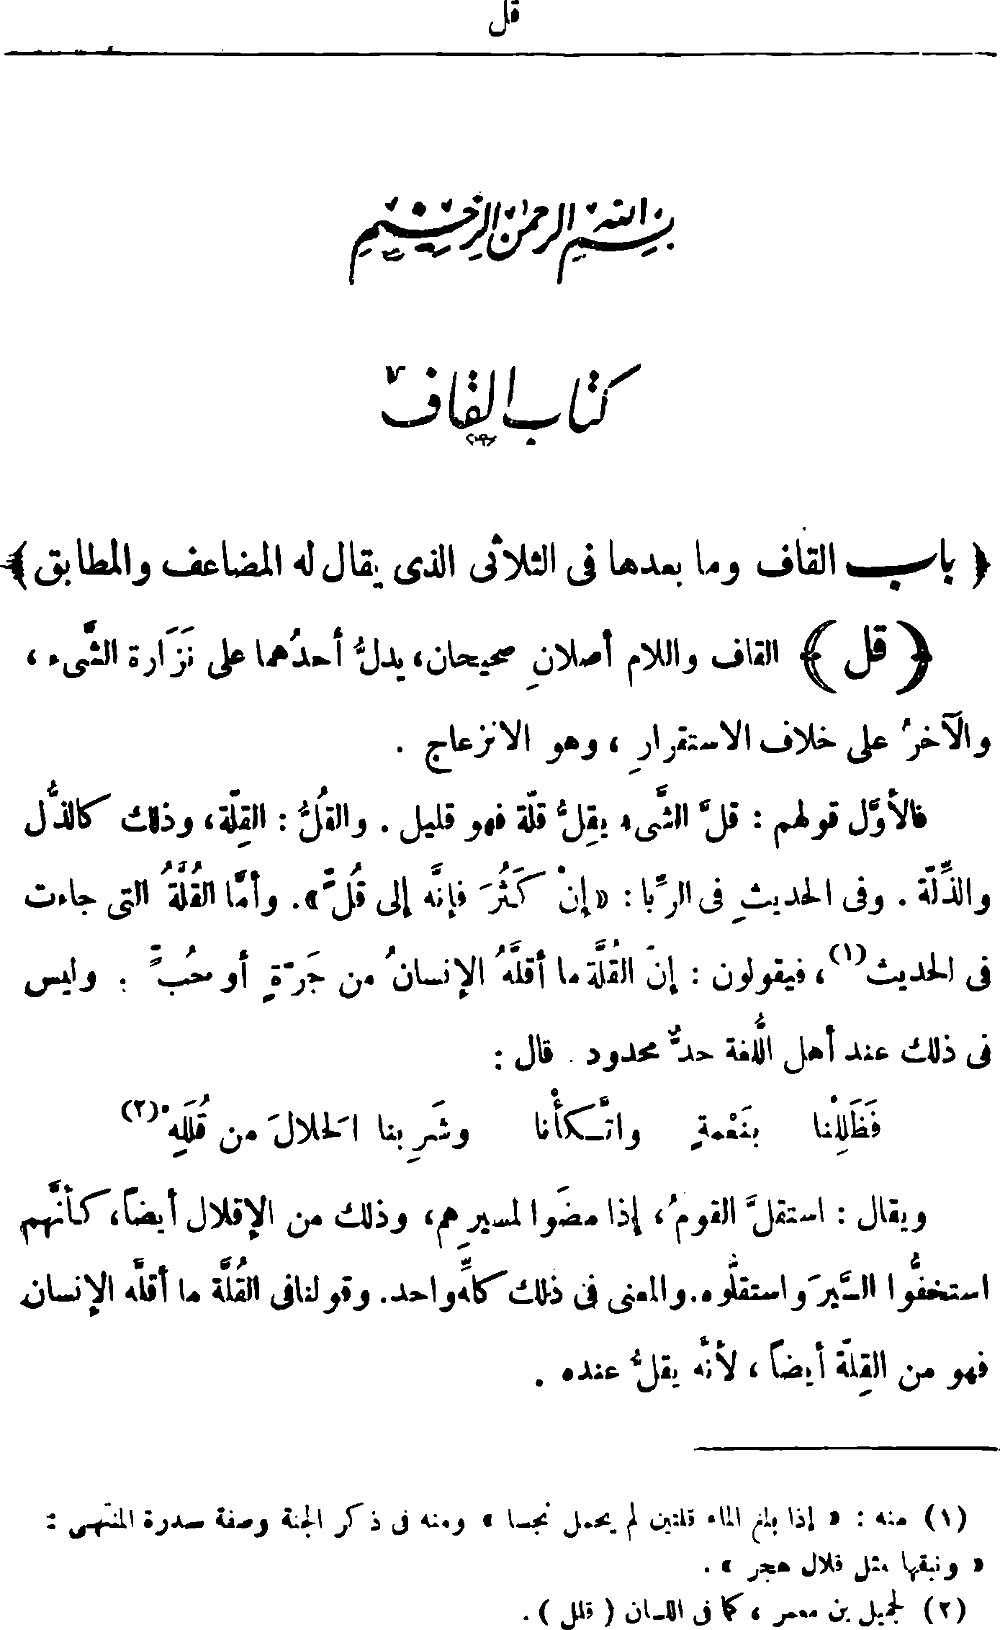 قل
بسم الله الرحمن الرحيم
كتاب القاف
﴿ باب القاف وما بعدها فى الثلاثى الذى يقال له المضاعف والمطابق ﴾
﴿ قل ﴾ القاف واللام أصلانِ صحيحان، يدلُّ أحدُهما على نَزَارة الشَّىء ،
والآخرُ على خلاف الاستقرارِ ، وهو الانزعاج .
فالأوَّل قولهم : قلَّ الشَّىء يقِلُّ قلّة فهو قليل . والقُلُّ : القِلّة، وذلك كالذُّل
والذِّلّة . وفى الحديثِ فى الرِّبا : «إنْ كَثُرَ فإنَّه إلى قُلٍّ». وأمَّا القُلَّةُ التى جاءت
فى الحديث(١)، فيقولون : إنّ القُلَّة ما أقلَّهُ الإنسانُ من جَرّةٍ أو حُبٍّ . وليس
فى ذلك عند أهل اللُّغة حدٌّ محدود . قال :
فَظَلِلْنا بنَعْمةٍ واتَّكأْنا وشَرِبنا الحَلالَ من قُلَلِهْ(٢)
ويقال : استقلَّ القومُ، إذا مضَوا لمسيرِهم، وذلك من الإقلال أيضاً، كأنَّهم
استخفُّوا السَّيرَ واستقلُّوه. والمعنى فى ذلك كلِّه واحد. وقولنا فى القُلَّة ما أقلَّه الإنسان
فهو من القِلّة أيضاً ، لأنَّه يقلُّ عنده .
(١) منه : « إذا بلغ الماء قلتين لم يحمل نجسا » ومنه فى ذكر الجنة وصفة سدرة المنتهى :
« ونبقها مثل قلال هجر » .
(٢) لجميل بن معمر ، كما فى اللسان ( قلل ) .